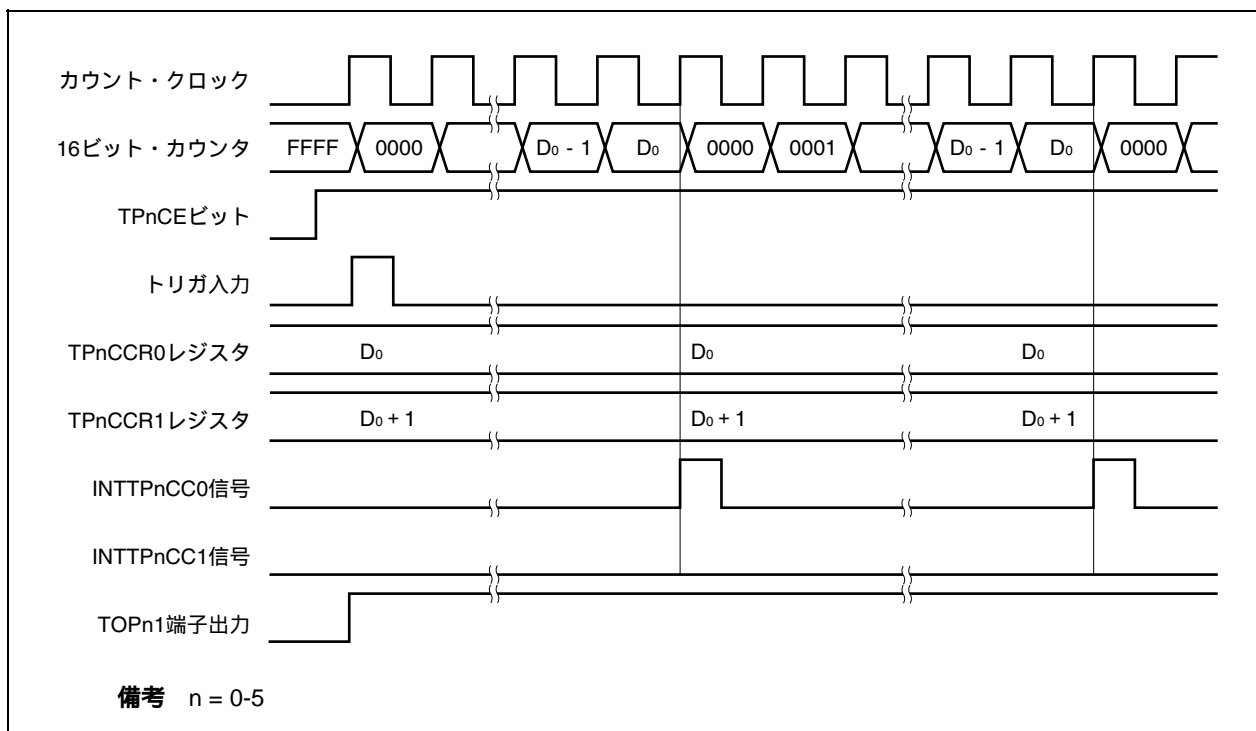 カウント・クロック
16ビット・カウンタ FFFF 0000 D0 - 1 D0 0000 0001 D0 - 1 D0 0000
TPnCEビット
トリガ入力
TPnCCR0レジスタ D0 D0 D0
TPnCCR1レジスタ D0 + 1 D0 + 1 D0 + 1
INTTPnCC0信号
INTTPnCC1信号
TOPn1端子出力
備考 n = 0-5